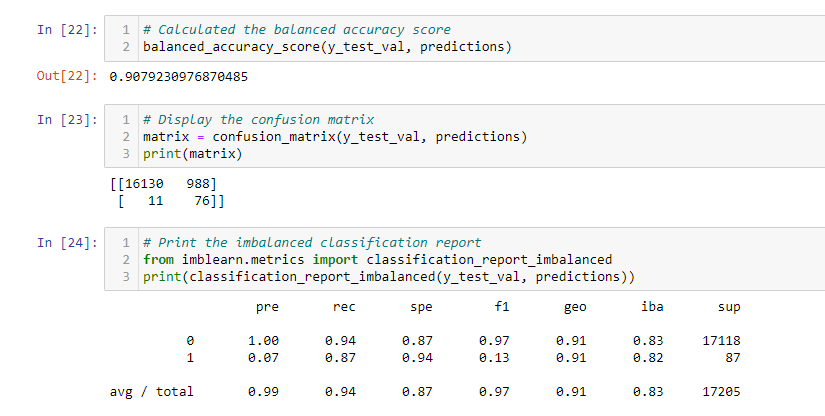 In [22]: 1 # Calculated the balanced accuracy score
2 balanced_accuracy_score(y_test_val, predictions)
Out[22]: 0.9079230976870485
In [23]: 1 # Display the confusion matrix
2 matrix = confusion_matrix(y_test_val, predictions)
3 print(matrix)
[[16130   988]
 [   11    76]]
In [24]: 1 # Print the imbalanced classification report
2 from imblearn.metrics import classification_report_imbalanced
3 print(classification_report_imbalanced(y_test_val, predictions))
pre rec spe f1 geo iba sup
0 1.00 0.94 0.87 0.97 0.91 0.83 17118
1 0.07 0.87 0.94 0.13 0.91 0.82 87
avg / total 0.99 0.94 0.87 0.97 0.91 0.83 17205